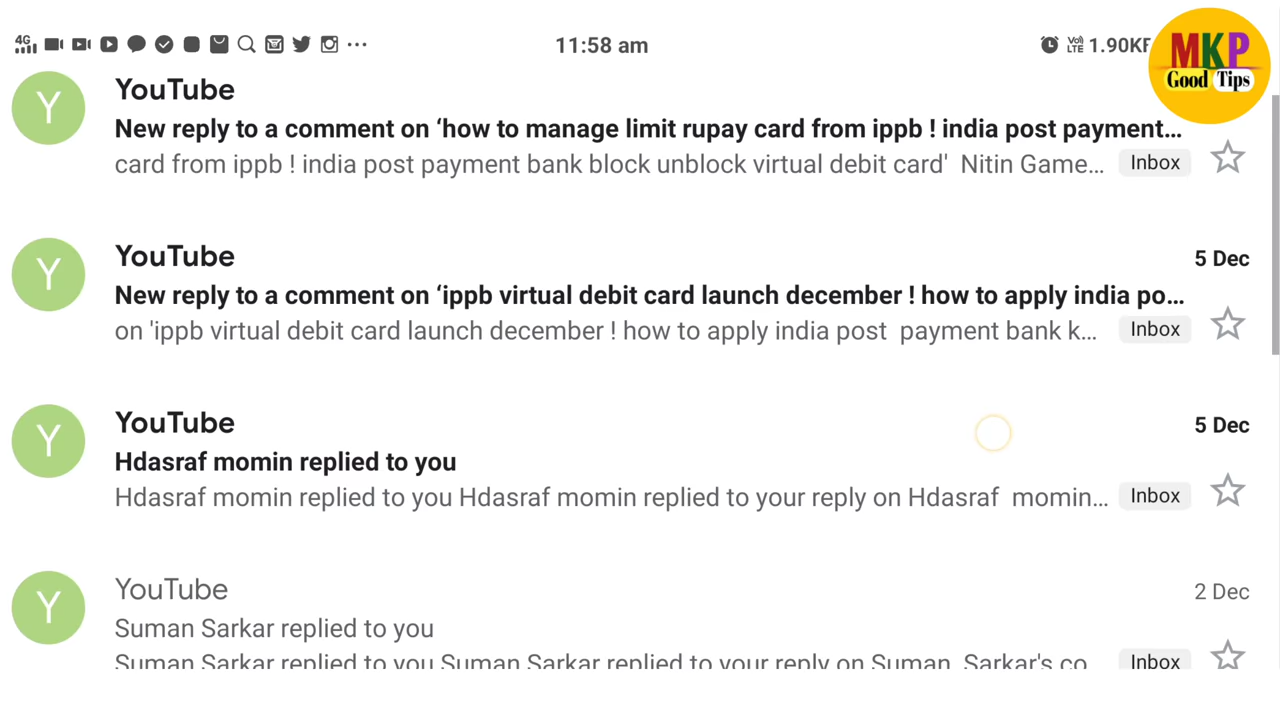 4G 11:58 am VoI LTE 1.90K
MKP
Good Tips
YouTube
New reply to a comment on ‘how to manage limit rupay card from ippb ! india post payment…
card from ippb ! india post payment bank block unblock virtual debit card' Nitin Game… Inbox
Y
YouTube 5 Dec
New reply to a comment on ‘ippb virtual debit card launch december ! how to apply india po…
on 'ippb virtual debit card launch december ! how to apply india post payment bank k… Inbox
Y
YouTube 5 Dec
Hdasraf momin replied to you
Hdasraf momin replied to you Hdasraf momin replied to your reply on Hdasraf momin… Inbox
Y
YouTube 2 Dec
Suman Sarkar replied to you
Suman Sarkar replied to you Suman Sarkar replied to your reply on Suman Sarkar's co Inbox
Y